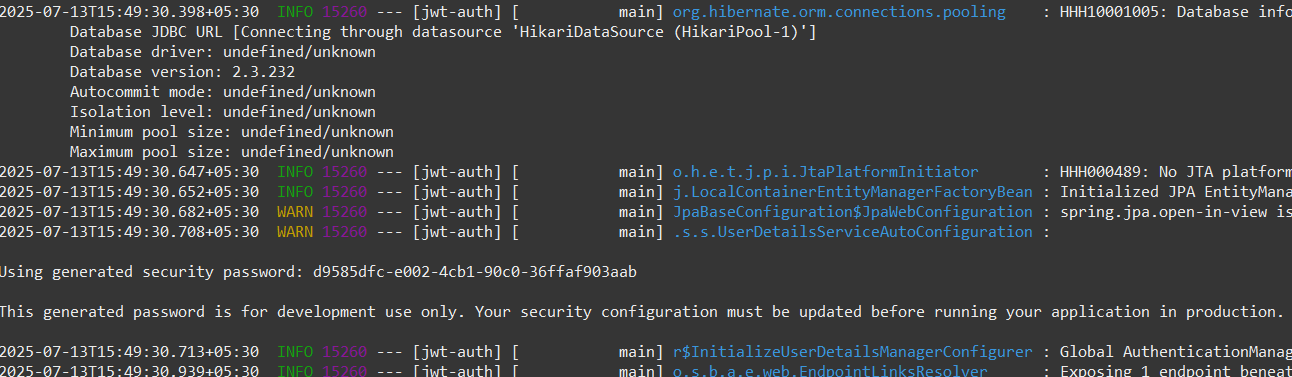 2025-07-13T15:49:30.398+05:30  INFO 15260 --- [jwt-auth] [           main] org.hibernate.orm.connections.pooling    : HHH10001005: Database info
Database JDBC URL [Connecting through datasource 'HikariDataSource (HikariPool-1)']
Database driver: undefined/unknown
Database version: 2.3.232
Autocommit mode: undefined/unknown
Isolation level: undefined/unknown
Minimum pool size: undefined/unknown
Maximum pool size: undefined/unknown
2025-07-13T15:49:30.647+05:30  INFO 15260 --- [jwt-auth] [           main] o.h.e.t.j.p.i.JtaPlatformInitiator       : HHH000489: No JTA platform
2025-07-13T15:49:30.652+05:30  INFO 15260 --- [jwt-auth] [           main] j.LocalContainerEntityManagerFactoryBean : Initialized JPA EntityMana
2025-07-13T15:49:30.682+05:30  WARN 15260 --- [jwt-auth] [           main] JpaBaseConfiguration$JpaWebConfiguration : spring.jpa.open-in-view is
2025-07-13T15:49:30.708+05:30  WARN 15260 --- [jwt-auth] [           main] .s.s.UserDetailsServiceAutoConfiguration :
Using generated security password: d9585dfc-e002-4cb1-90c0-36ffaf903aab
This generated password is for development use only. Your security configuration must be updated before running your application in production.
2025-07-13T15:49:30.713+05:30  INFO 15260 --- [jwt-auth] [           main] r$InitializeUserDetailsManagerConfigurer : Global AuthenticationManag
2025-07-13T15:49:30.939+05:30  INFO 15260 --- [jwt-auth] [           main] o.s.b.a.e.web.EndpointLinksResolver      : Exposing 1 endpoint beneat